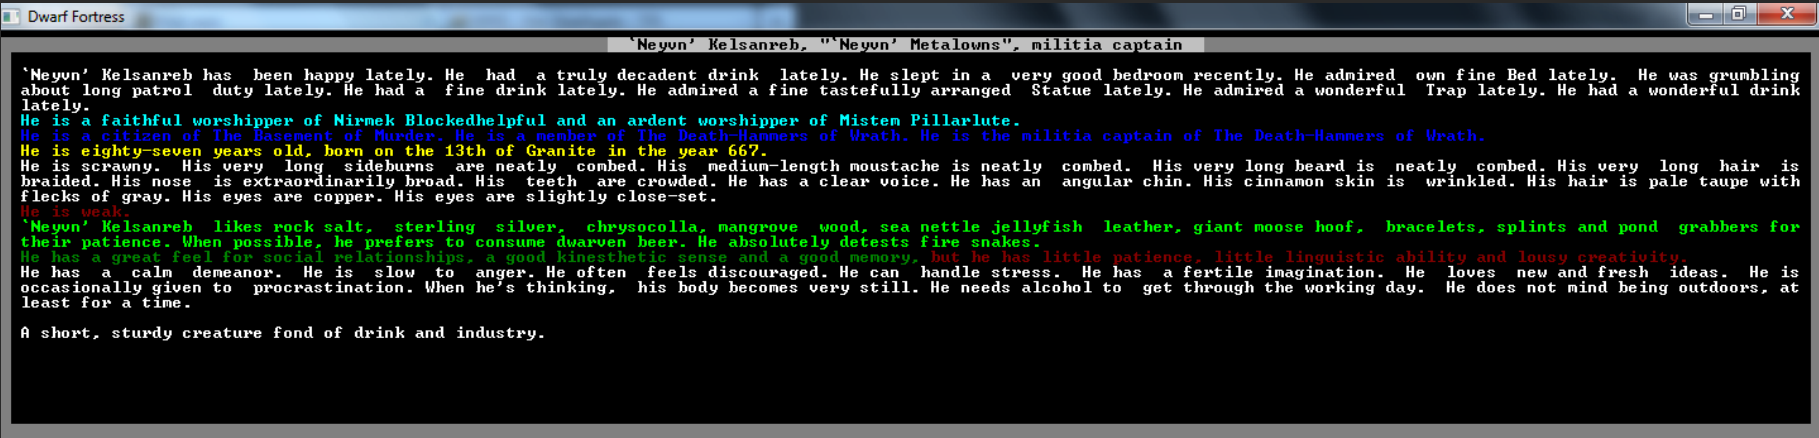 Dwarf Fortress
`Neyvn' Kelsanreb, "`Neyvn' Metalowns", militia captain
`Neyvn' Kelsanreb has been happy lately. He had a truly decadent drink lately. He slept in a very good bedroom recently. He admired own fine Bed lately. He was grumbling
about long patrol duty lately. He had a fine drink lately. He admired a fine tastefully arranged Statue lately. He admired a wonderful Trap lately. He had a wonderful drink
lately.
He is a faithful worshipper of Nirmek Blockedhelpful and an ardent worshipper of Mistem Pillarlute.
He is a citizen of The Basement of Murder. He is a member of The Death-Hammers of Wrath. He is the militia captain of The Death-Hammers of Wrath.
He is eighty-seven years old, born on the 13th of Granite in the year 667.
He is scrawny. His very long sideburns are neatly combed. His medium-length moustache is neatly combed. His very long beard is neatly combed. His very long hair is
braided. His nose is extraordinarily broad. His teeth are crowded. He has a clear voice. He has an angular chin. His cinnamon skin is wrinkled. His hair is pale taupe with
flecks of gray. His eyes are copper. His eyes are slightly close-set.
He is weak.
`Neyvn' Kelsanreb likes rock salt, sterling silver, chrysocolla, mangrove wood, sea nettle jellyfish leather, giant moose hoof, bracelets, splints and pond grabbers for
their patience. When possible, he prefers to consume dwarven beer. He absolutely detests fire snakes.
He has a great feel for social relationships, a good kinesthetic sense and a good memory, but he has little patience, little linguistic ability and lousy creativity.
He has a calm demeanor. He is slow to anger. He often feels discouraged. He can handle stress. He has a fertile imagination. He loves new and fresh ideas. He is
occasionally given to procrastination. When he's thinking, his body becomes very still. He needs alcohol to get through the working day. He does not mind being outdoors, at
least for a time.
A short, sturdy creature fond of drink and industry.